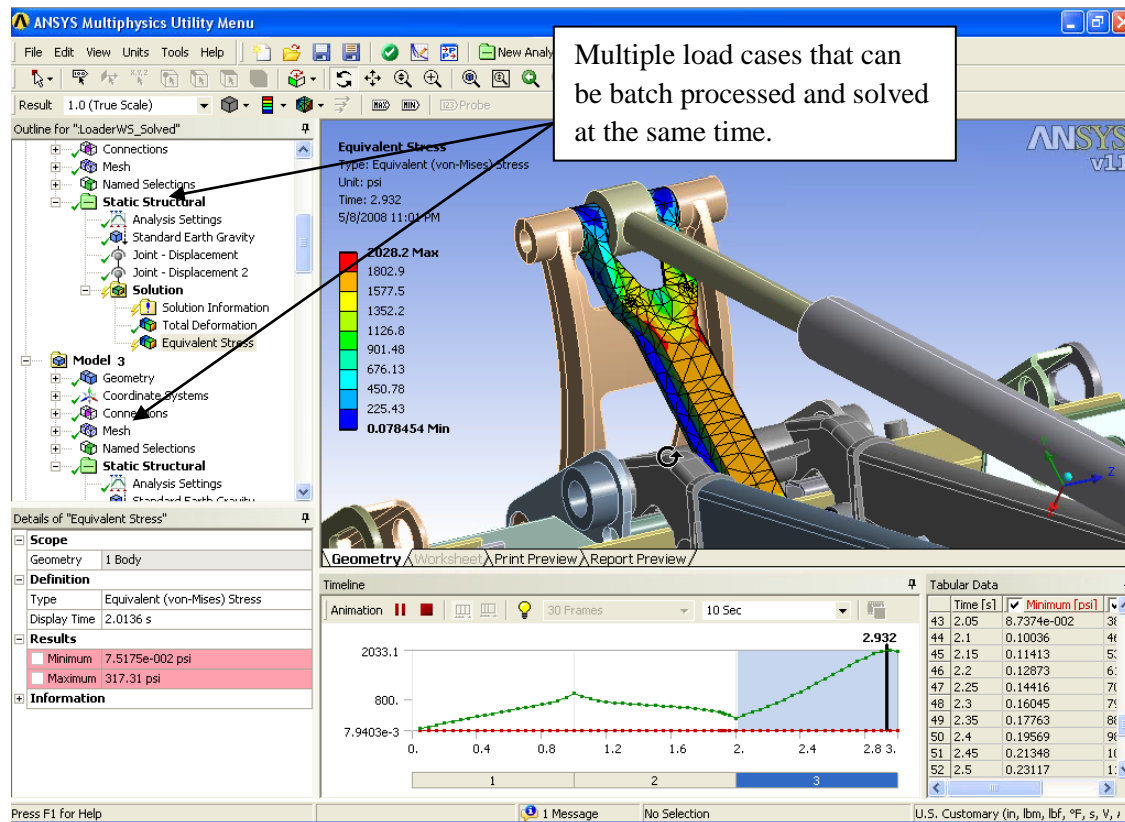 ANSYS Multiphysics Utility Menu
File Edit View Units Tools Help New Analy
Multiple load cases that can
be batch processed and solved
at the same time.
Result 1.0 (True Scale) MAX MIN Probe
Outline for ":LoaderWS_Solved"
Connections
Mesh
Named Selections
Static Structural
Analysis Settings
Standard Earth Gravity
Joint - Displacement
Joint - Displacement 2
Solution
Solution Information
Total Deformation
Equivalent Stress
Model 3
Geometry
Coordinate Systems
Connections
Mesh
Named Selections
Static Structural
Analysis Settings
Standard Earth Gravity
Equivalent Stress
Type: Equivalent (von-Mises) Stress
Unit: psi
Time: 2.932
5/8/2008 11:01 PM
2028.2 Max
1802.9
1577.5
1352.2
1126.8
901.48
676.13
450.78
225.43
0.078454 Min
ANSYS
v11
Y
Z
Geometry Worksheet Print Preview Report Preview
Details of "Equivalent Stress"
Scope
Geometry 1 Body
Definition
Type Equivalent (von-Mises) Stress
Display Time 2.0136 s
Results
Minimum 7.5175e-002 psi
Maximum 317.31 psi
Information
Timeline
Animation 30 Frames 10 Sec
2.932
2033.1
800.
7.9403e-3
0. 0.4 0.8 1.2 1.6 2. 2.4 2.8 3.
1 2 3
Tabular Data
Time [s] Minimum [psi]
43 2.05 8.7374e-002 38
44 2.1 0.10036 46
45 2.15 0.11413
46 2.2 0.12873
47 2.25 0.14416
48 2.3 0.16045
49 2.35 0.17763
50 2.4 0.19569
51 2.45 0.21348
52 2.5 0.23117
Press F1 for Help 1 Message No Selection U.S. Customary (in, lbm, lbf, °F, s, V,